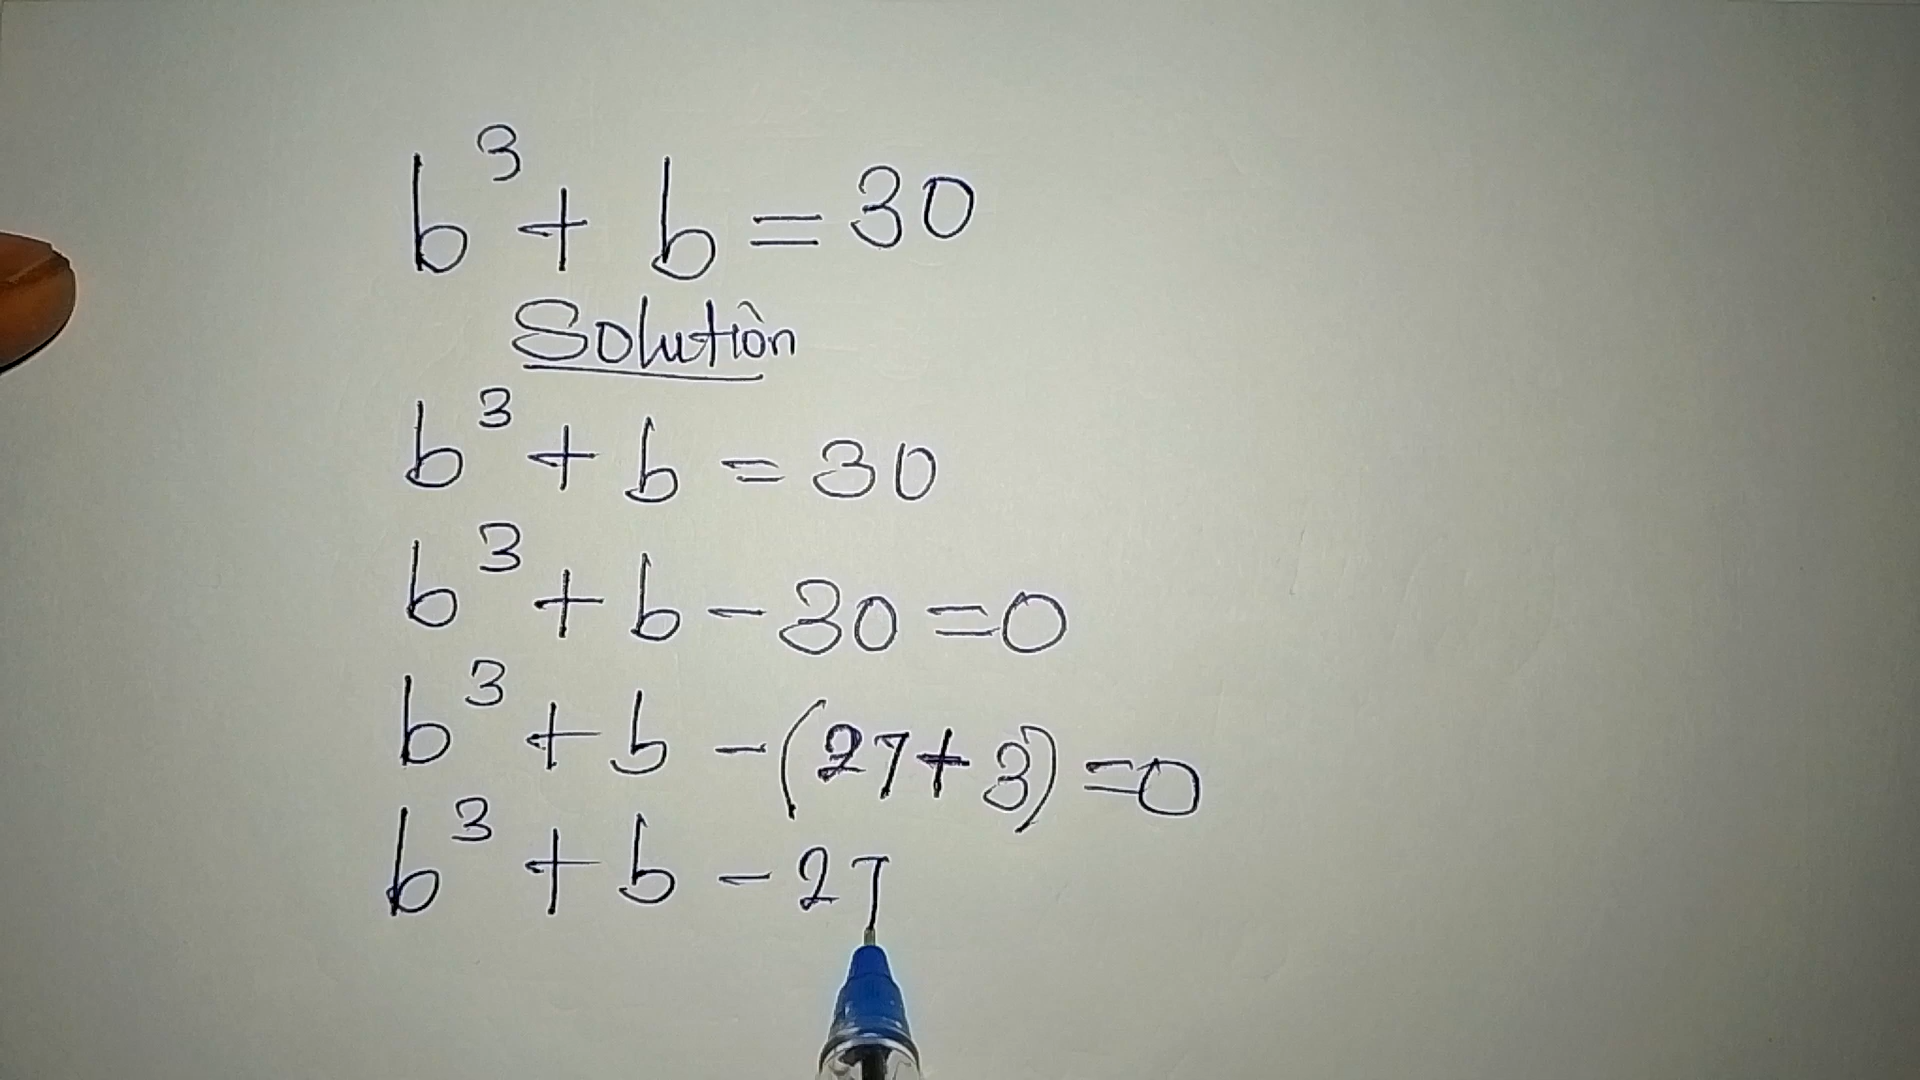 b³ + b = 30
Solution
b³ + b = 30
b³ + b - 30 = 0
b³ + b - (27 + 3) = 0
b³ + b - 27